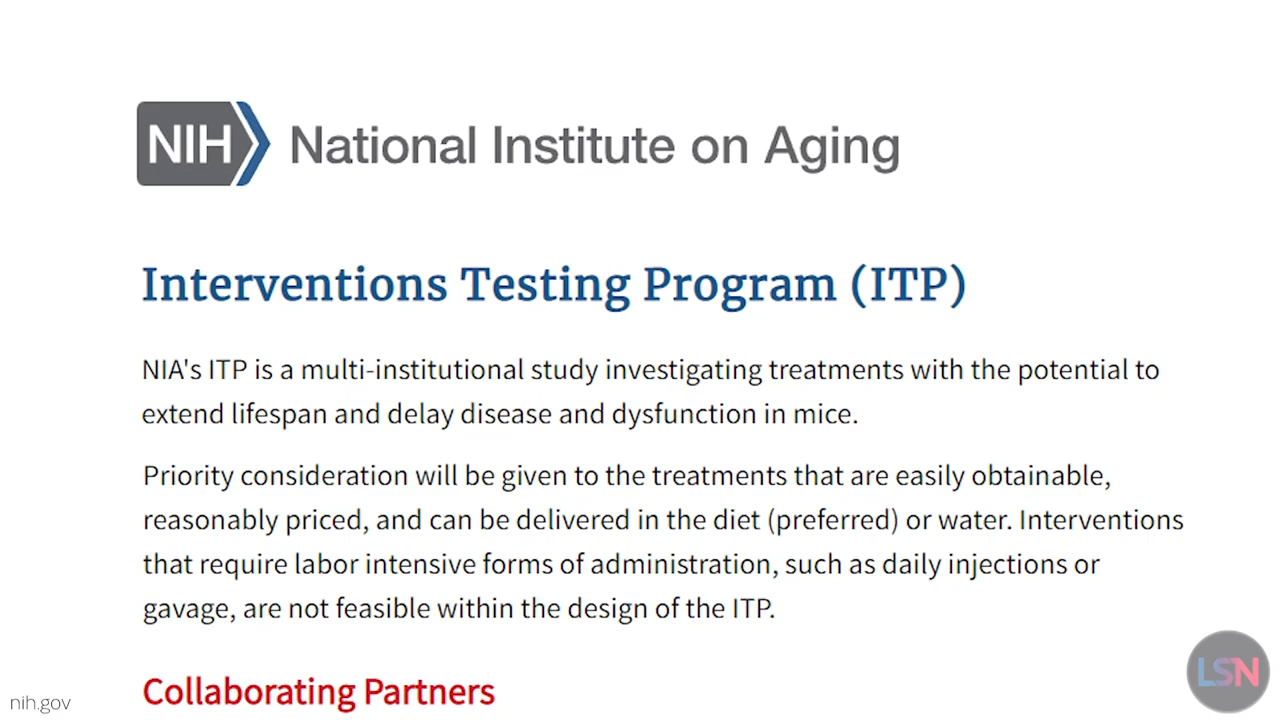 NIH National Institute on Aging
Interventions Testing Program (ITP)
NIA's ITP is a multi-institutional study investigating treatments with the potential to
extend lifespan and delay disease and dysfunction in mice.
Priority consideration will be given to the treatments that are easily obtainable,
reasonably priced, and can be delivered in the diet (preferred) or water. Interventions
that require labor intensive forms of administration, such as daily injections or
gavage, are not feasible within the design of the ITP.
Collaborating Partners
nih.gov
LSN